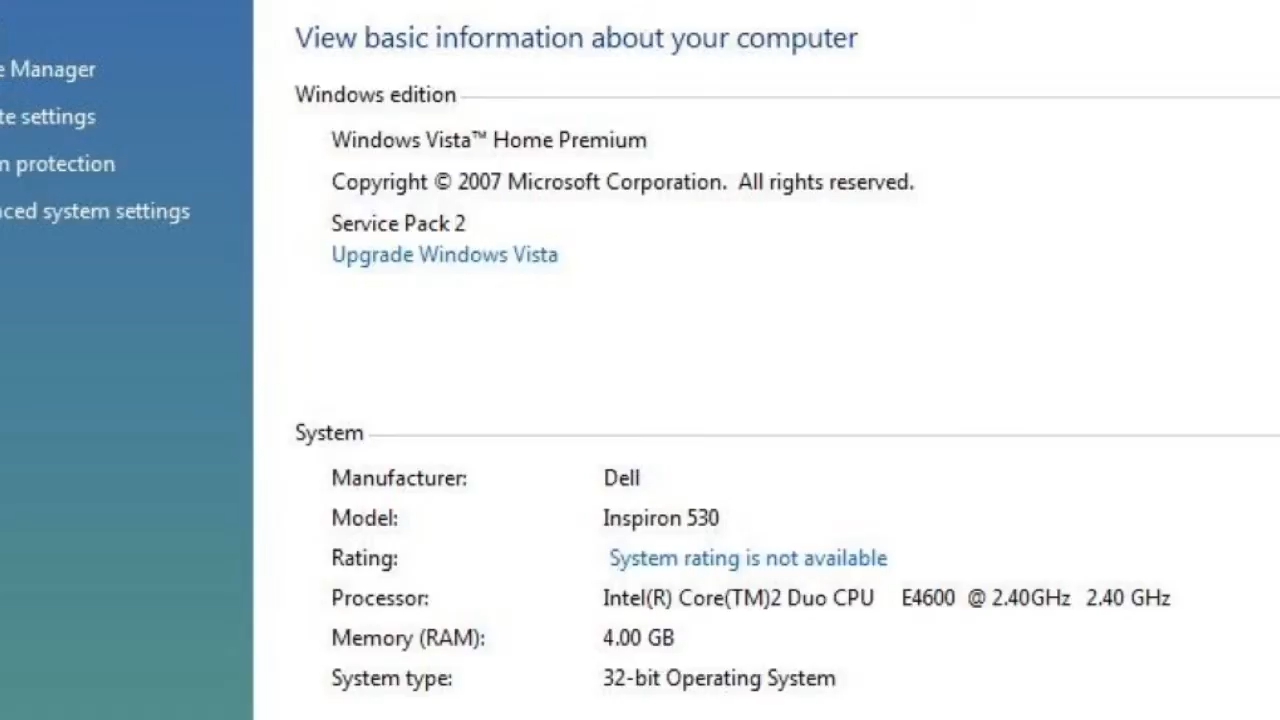 View basic information about your computer
Manager
Windows edition
settings
Windows Vista™ Home Premium
protection
Copyright © 2007 Microsoft Corporation. All rights reserved.
system settings
Service Pack 2
Upgrade Windows Vista
System
Manufacturer: Dell
Model: Inspiron 530
Rating: System rating is not available
Processor: Intel(R) Core(TM)2 Duo CPU E4600 @ 2.40GHz 2.40 GHz
Memory (RAM): 4.00 GB
System type: 32-bit Operating System